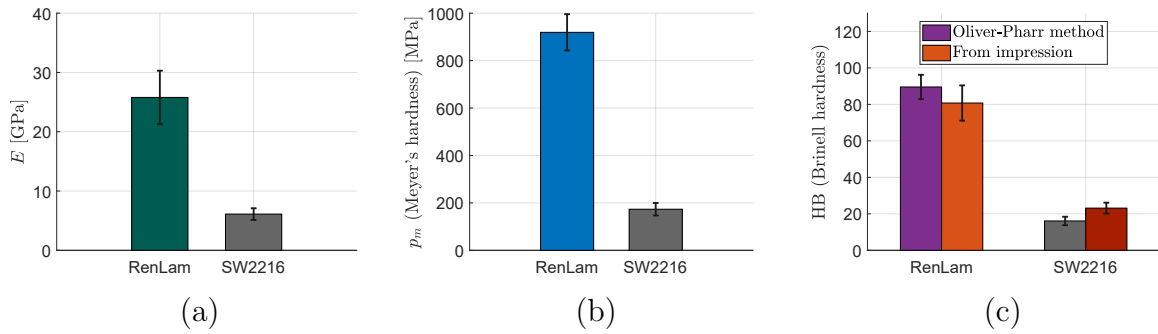 40
30
20
10
0
E [GPa]
RenLam SW2216
(a)
1000
800
600
400
200
0
p_m (Meyer's hardness) [MPa]
RenLam SW2216
(b)
120
100
80
60
40
20
0
HB (Brinell hardness)
Oliver-Pharr method
From impression
RenLam SW2216
(c)